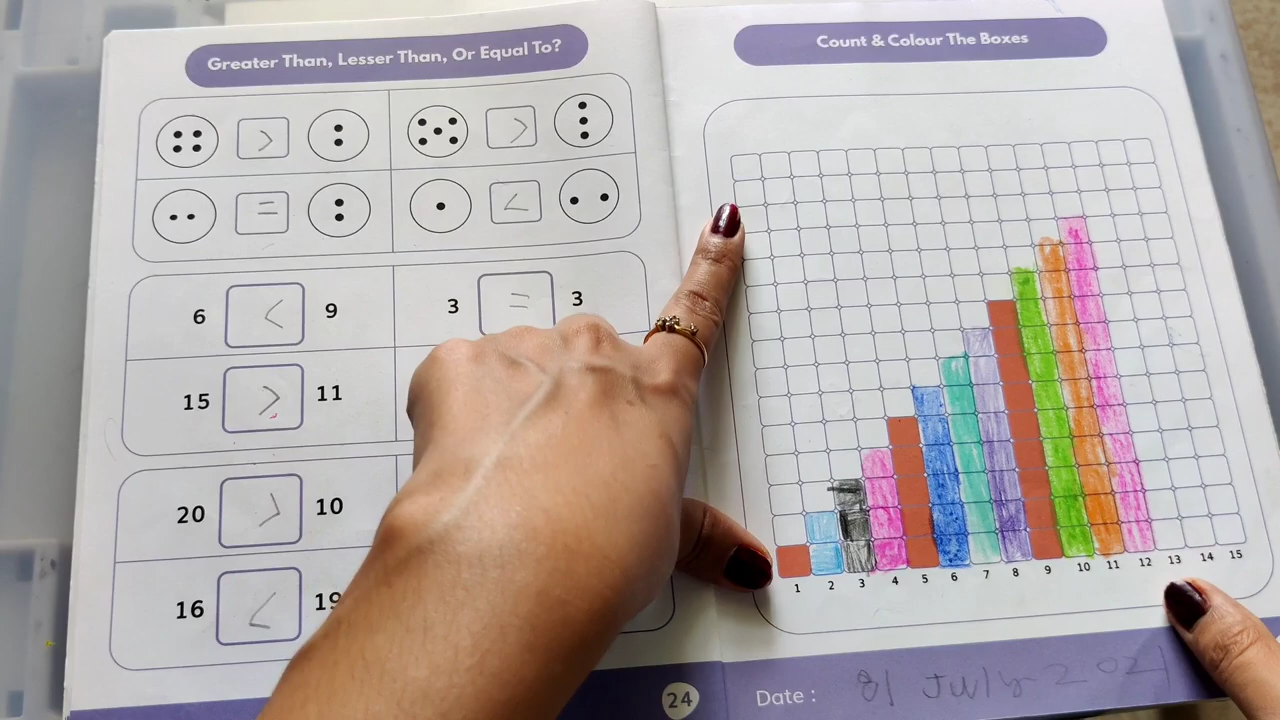 Greater Than, Lesser Than, Or Equal To?
>
>
=
<
6 < 9
3 = 3
15 > 11
20 > 10
16 < 19
24
Count & Colour The Boxes
1 2 3 4 5 6 7 8 9 10 11 12 13 14 15
Date : July 2021